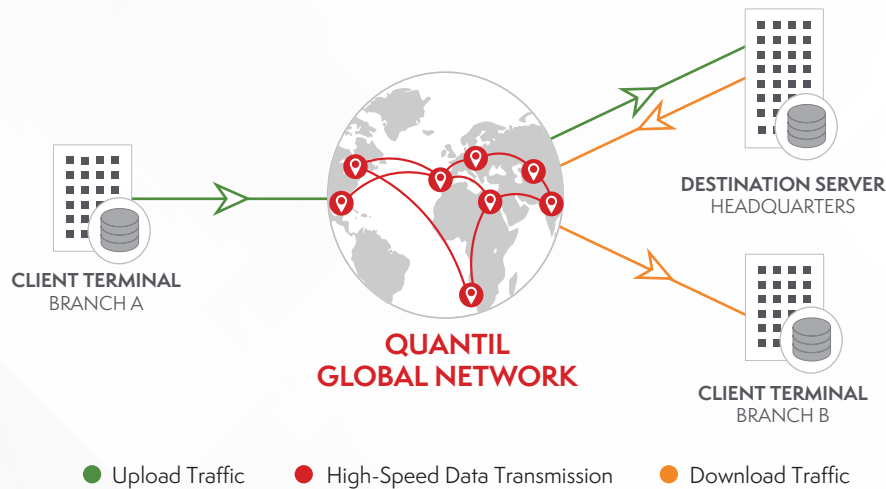 DESTINATION SERVER
HEADQUARTERS
CLIENT TERMINAL
BRANCH A
QUANTIL
GLOBAL NETWORK
CLIENT TERMINAL
BRANCH B
Upload Traffic
High-Speed Data Transmission
Download Traffic